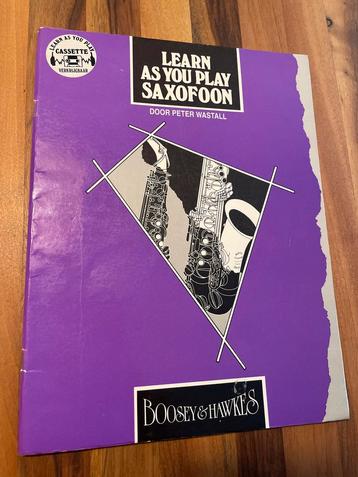 LEARN AS YOU PLAY
CASSETTE
VERKRIJGBAAR
LEARN
AS YOU PLAY
SAXOFOON
DOOR PETER WASTALL
BOOSEY & HAWKES